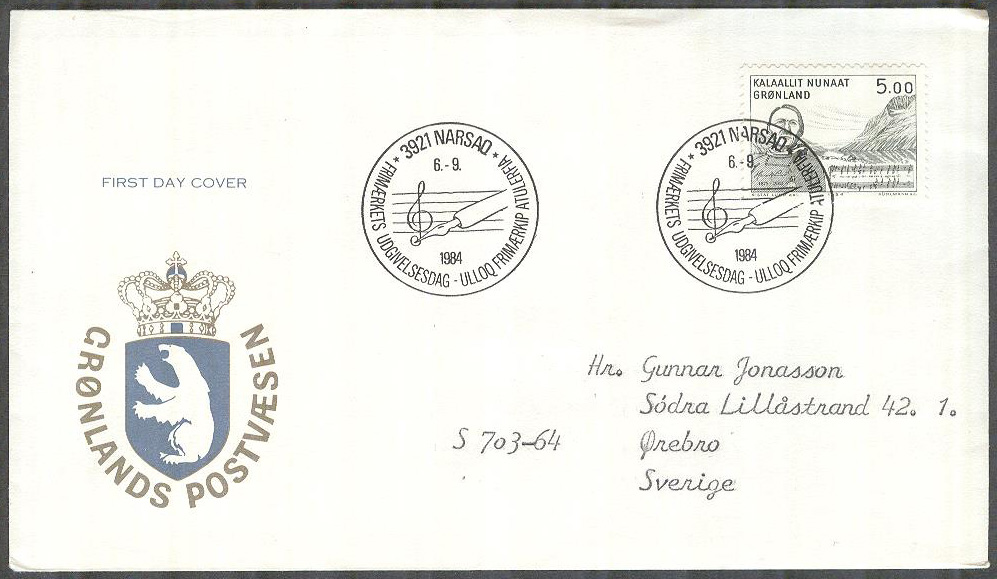 KALAALLIT NUNAAT 5.00
GRØNLAND
★ 3921 NARSAQ ★
6.-9.
1984
FRIMÆRKETS UDGIVELSESDAG - ULLOQ FRIMÆRKIP ATULERFIA
3921 NARSAQ
6.-9.
1984
FRIMÆRKETS UDGIVELSESDAG - ULLOQ FRIMÆRKIP ATULERFIA
FIRST DAY COVER
GRØNLANDS POSTVÆSEN
Hr. Gunnar Jonasson
Södra Lillåstrand 42. 1.
S 703-64 Ørebro
Sverige